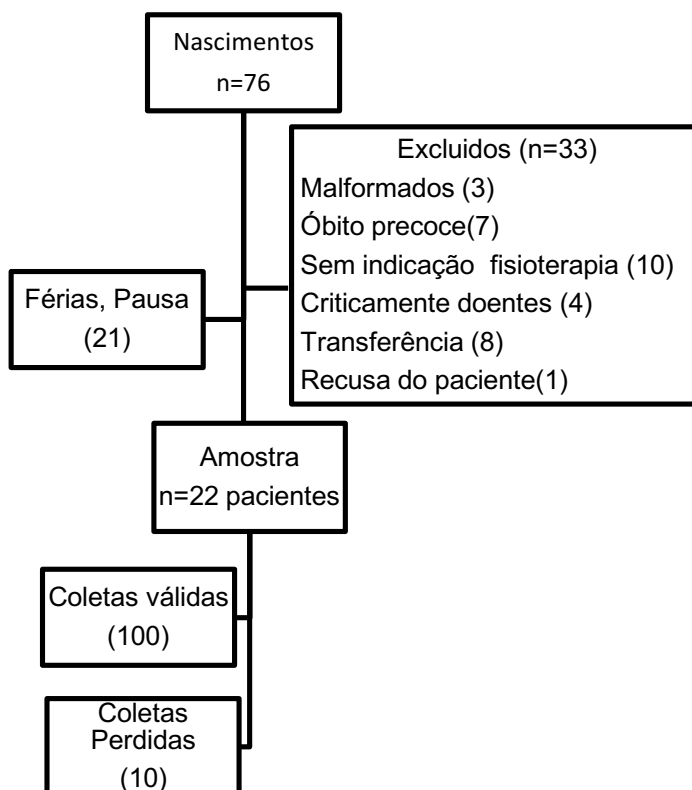 Nascimentos
n=76
Excluidos (n=33)
Malformados (3)
Óbito precoce(7)
Sem indicação fisioterapia (10)
Criticamente doentes (4)
Transferência (8)
Recusa do paciente(1)
Férias, Pausa
(21)
Amostra
n=22 pacientes
Coletas válidas
(100)
Coletas
Perdidas
(10)